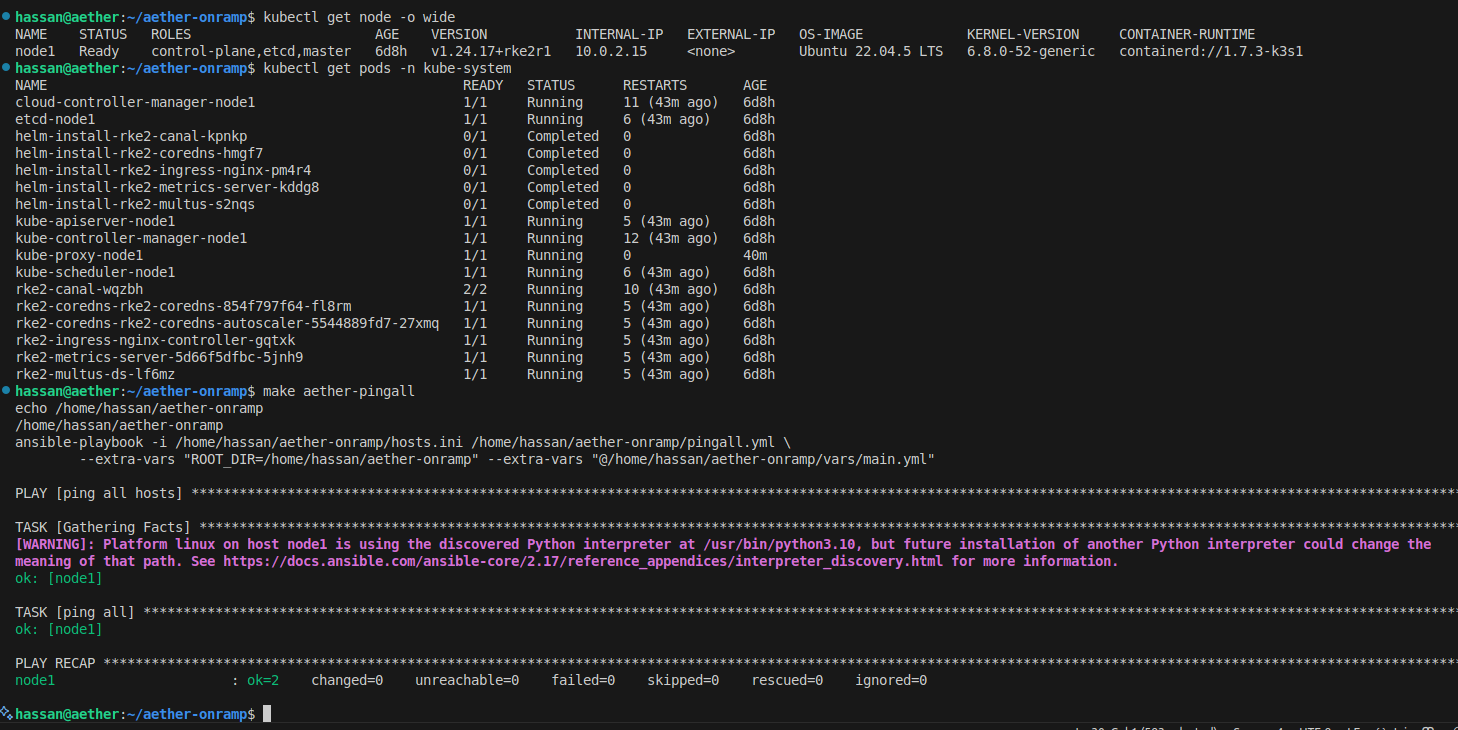 hassan@aether:~/aether-onramp$ kubectl get node -o wide
NAME    STATUS   ROLES                       AGE    VERSION           INTERNAL-IP   EXTERNAL-IP   OS-IMAGE             KERNEL-VERSION     CONTAINER-RUNTIME
node1   Ready    control-plane,etcd,master   6d8h   v1.24.17+rke2r1   10.0.2.15     <none>        Ubuntu 22.04.5 LTS   6.8.0-52-generic   containerd://1.7.3-k3s1
hassan@aether:~/aether-onramp$ kubectl get pods -n kube-system
NAME                                                    READY   STATUS      RESTARTS       AGE
cloud-controller-manager-node1                          1/1     Running     11 (43m ago)   6d8h
etcd-node1                                              1/1     Running     6 (43m ago)    6d8h
helm-install-rke2-canal-kpnkp                           0/1     Completed   0              6d8h
helm-install-rke2-coredns-hmgf7                         0/1     Completed   0              6d8h
helm-install-rke2-ingress-nginx-pm4r4                   0/1     Completed   0              6d8h
helm-install-rke2-metrics-server-kddg8                  0/1     Completed   0              6d8h
helm-install-rke2-multus-s2nqs                          0/1     Completed   0              6d8h
kube-apiserver-node1                                    1/1     Running     5 (43m ago)    6d8h
kube-controller-manager-node1                           1/1     Running     12 (43m ago)   6d8h
kube-proxy-node1                                        1/1     Running     0              40m
kube-scheduler-node1                                    1/1     Running     6 (43m ago)    6d8h
rke2-canal-wqzbh                                        2/2     Running     10 (43m ago)   6d8h
rke2-coredns-rke2-coredns-854f797f64-fl8rm              1/1     Running     5 (43m ago)    6d8h
rke2-coredns-rke2-coredns-autoscaler-5544889fd7-27xmq   1/1     Running     5 (43m ago)    6d8h
rke2-ingress-nginx-controller-gqtxk                     1/1     Running     5 (43m ago)    6d8h
rke2-metrics-server-5d66f5dfbc-5jnh9                    1/1     Running     5 (43m ago)    6d8h
rke2-multus-ds-lf6mz                                    1/1     Running     5 (43m ago)    6d8h
hassan@aether:~/aether-onramp$ make aether-pingall
echo /home/hassan/aether-onramp
/home/hassan/aether-onramp
ansible-playbook -i /home/hassan/aether-onramp/hosts.ini /home/hassan/aether-onramp/pingall.yml \
        --extra-vars "ROOT_DIR=/home/hassan/aether-onramp" --extra-vars "@/home/hassan/aether-onramp/vars/main.yml"
PLAY [ping all hosts] ****************************************************************
TASK [Gathering Facts] ****************************************************************
[WARNING]: Platform linux on host node1 is using the discovered Python interpreter at /usr/bin/python3.10, but future installation of another Python interpreter could change the
meaning of that path. See https://docs.ansible.com/ansible-core/2.17/reference_appendices/interpreter_discovery.html for more information.
ok: [node1]
TASK [ping all] ****************************************************************
ok: [node1]
PLAY RECAP ****************************************************************
node1                      : ok=2    changed=0    unreachable=0    failed=0    skipped=0    rescued=0    ignored=0
hassan@aether:~/aether-onramp$